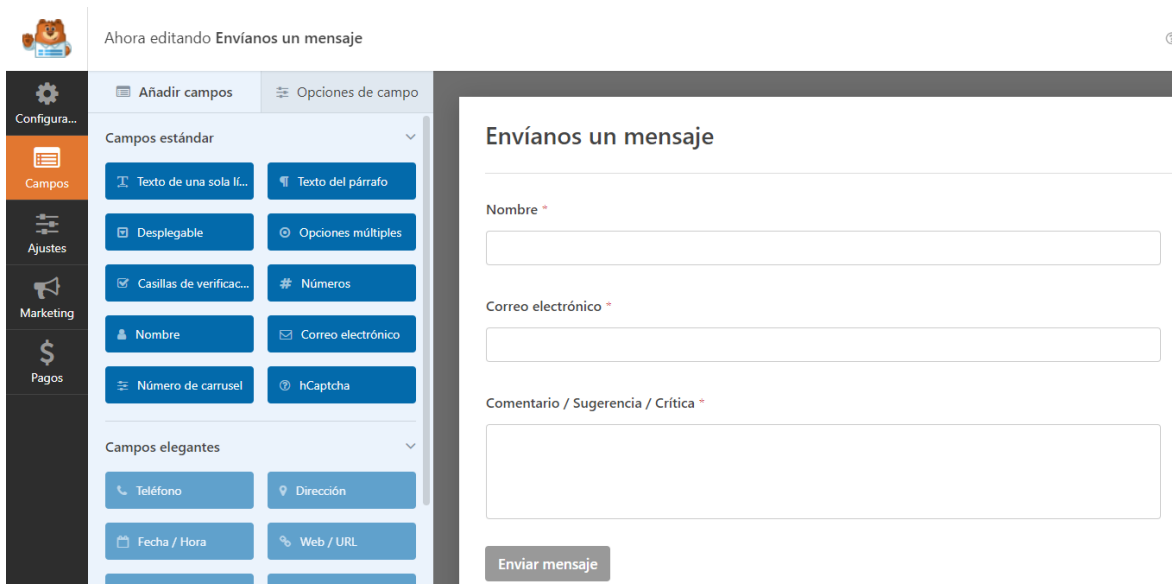 Ahora editando Envíanos un mensaje
Configura...
Campos
Ajustes
Marketing
Pagos
Añadir campos
Opciones de campo
Campos estándar
Texto de una sola lí...
Texto del párrafo
Desplegable
Opciones múltiples
Casillas de verificac...
Números
Nombre
Correo electrónico
Número de carrusel
hCaptcha
Campos elegantes
Teléfono
Dirección
Fecha / Hora
Web / URL
Envíanos un mensaje
Nombre *
Correo electrónico *
Comentario / Sugerencia / Crítica *
Enviar mensaje